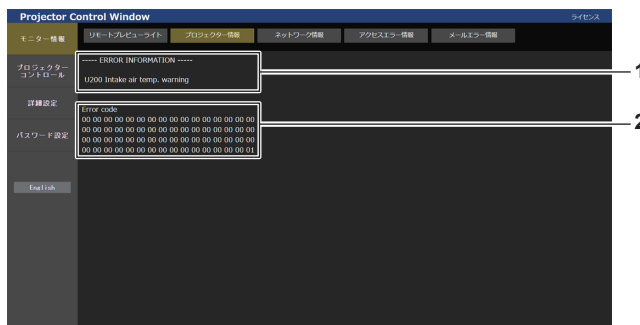 Projector Control Window
ライセンス
モニター情報
リモートプレビューライト
プロジェクター情報
ネットワーク情報
アクセスエラー情報
メールエラー情報
----- ERROR INFORMATION -----
U200 Intake air temp. warning
1
プロジェクター
コントロール
詳細設定
Error code
00 00 00 00 00 00 00 00 00 00 00 00 00 00 00 00
00 00 00 00 00 00 00 00 00 00 00 00 00 00 00 00
00 00 00 00 00 00 00 00 00 00 00 00 00 00 00 00
00 00 00 00 00 00 00 00 00 00 00 00 00 00 00 01
2
パスワード設定
English